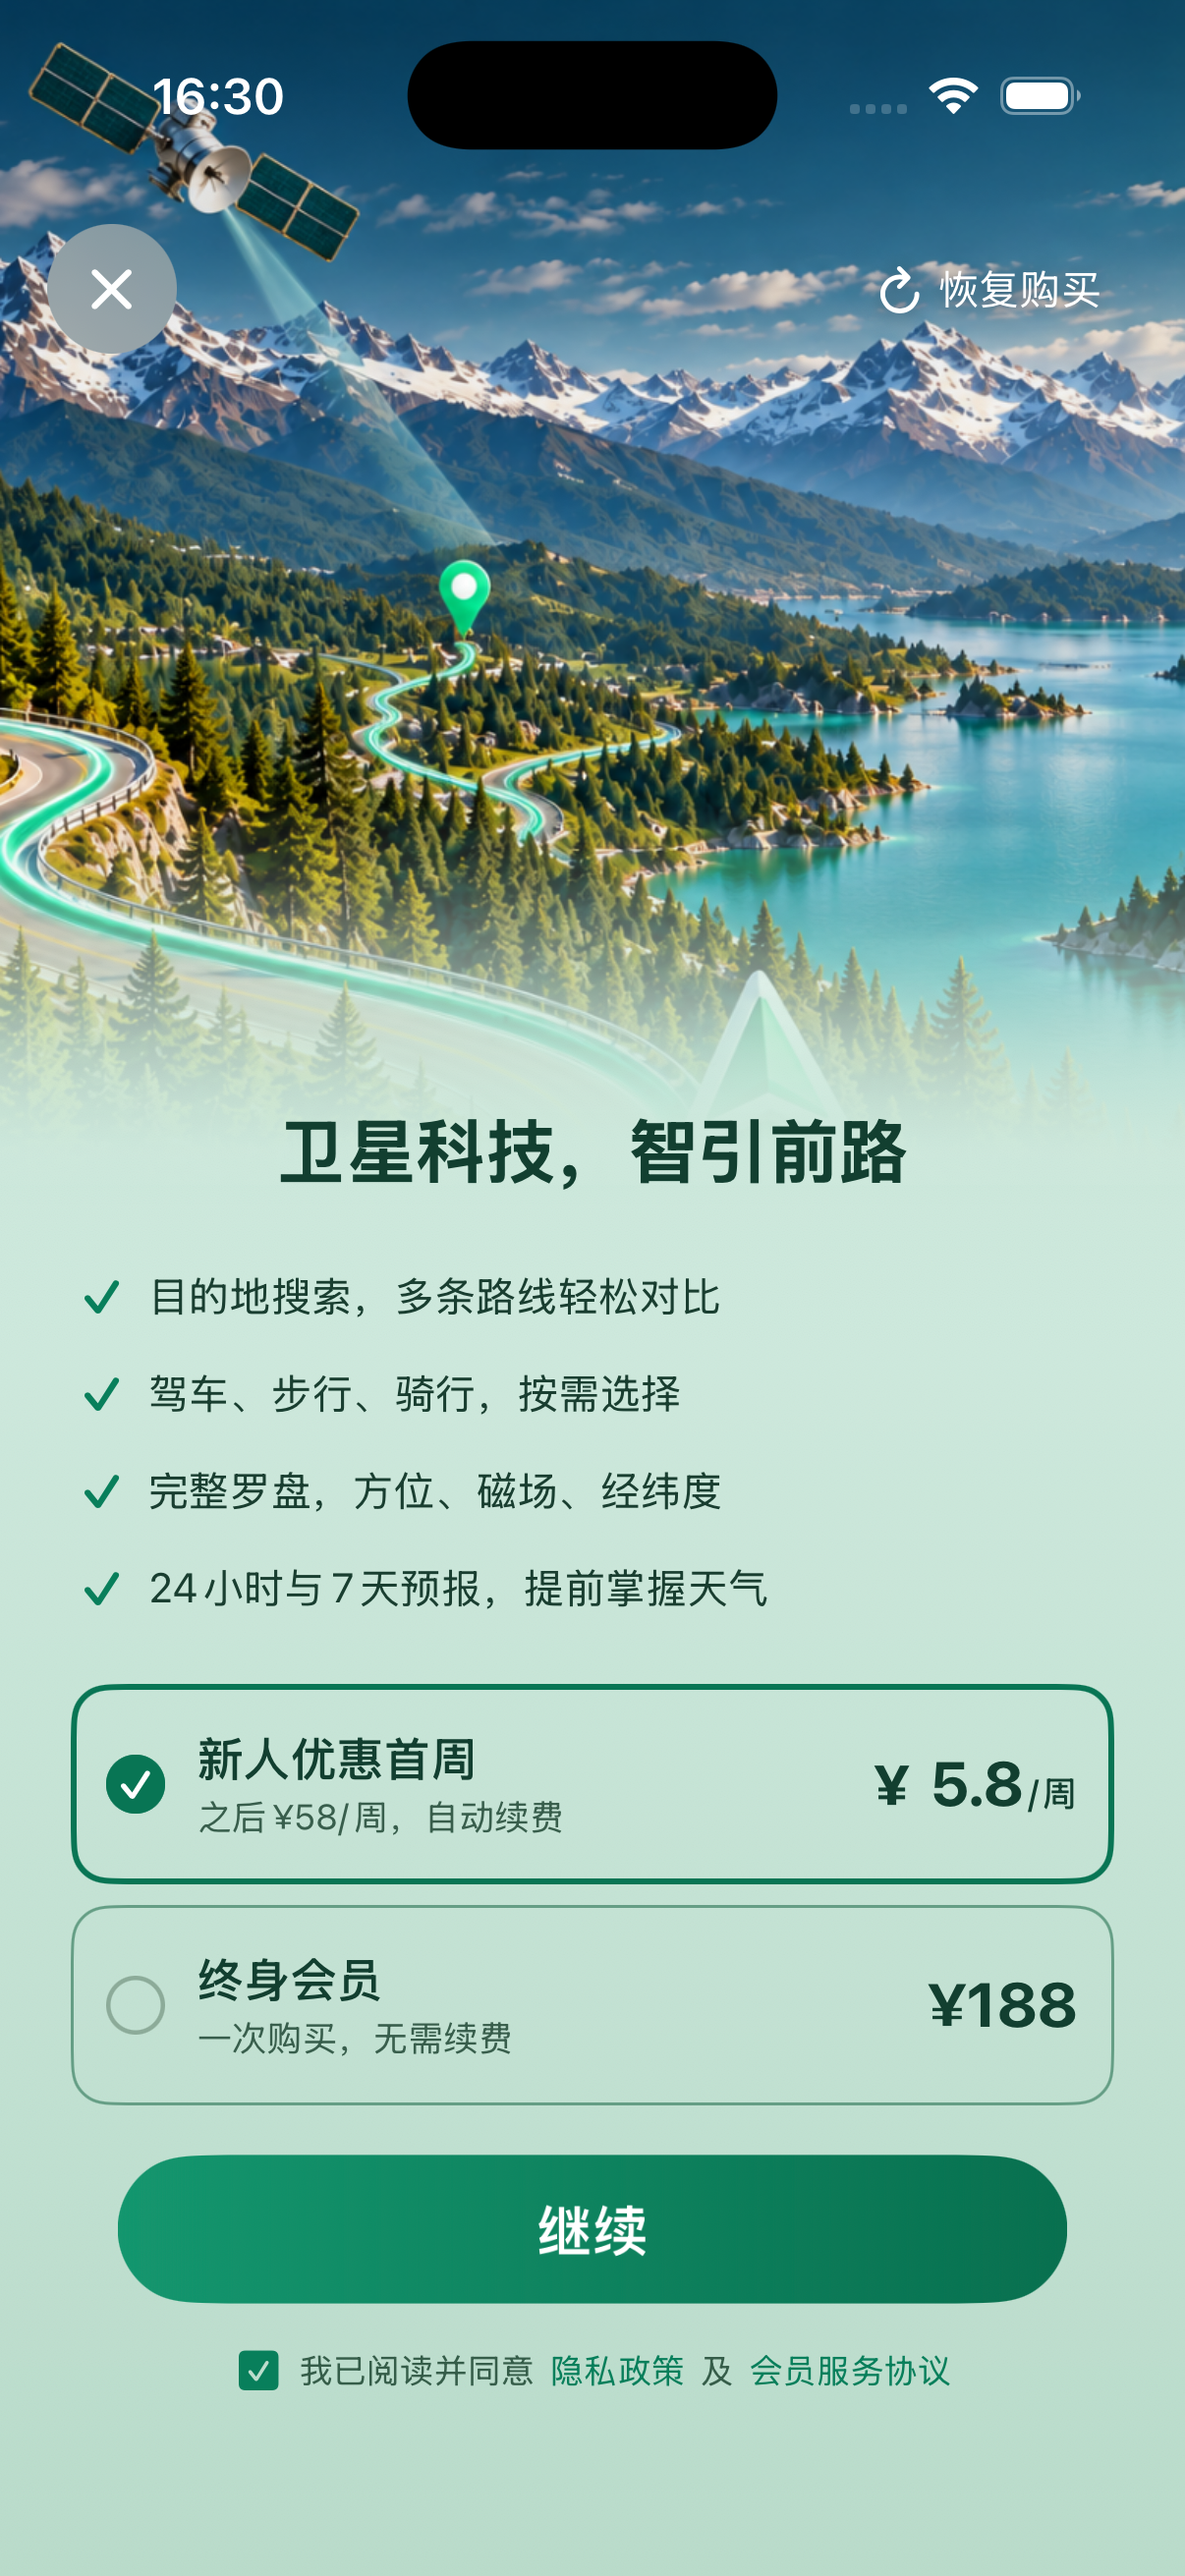 16:30
恢复购买
卫星科技，智引前路
目的地搜索，多条路线轻松对比
驾车、步行、骑行，按需选择
完整罗盘，方位、磁场、经纬度
24小时与7天预报，提前掌握天气
新人优惠首周
之后¥58/周，自动续费
¥ 5.8/周
终身会员
一次购买，无需续费
¥188
继续
我已阅读并同意 隐私政策 及 会员服务协议